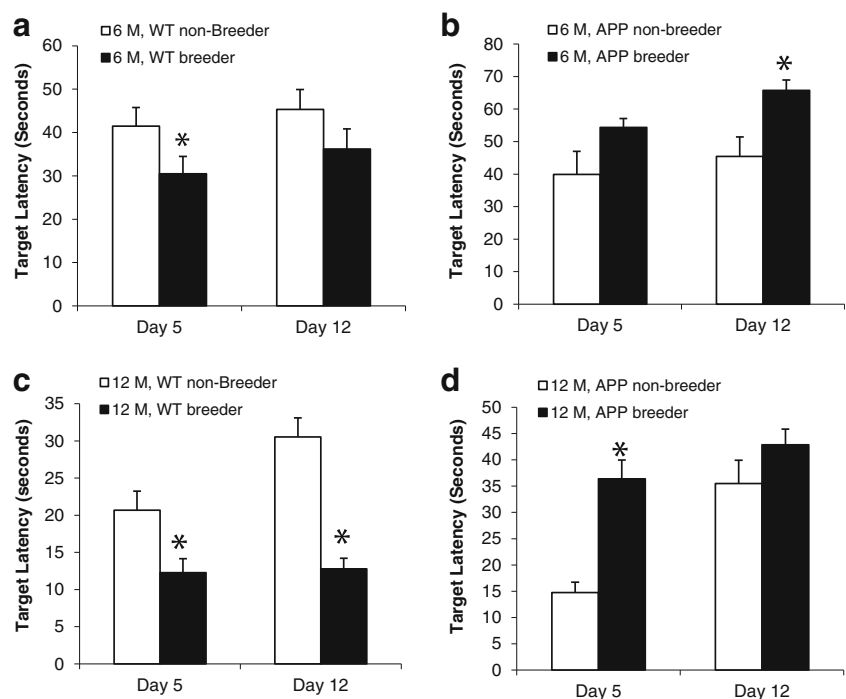 a
6 M, WT non-Breeder
6 M, WT breeder
Target Latency (Seconds)
60
50
40
30
20
10
0
*
Day 5
Day 12
b
6 M, APP non-breeder
6 M, APP breeder
Target Latency (Seconds)
80
70
60
50
40
30
20
10
0
*
Day 5
Day 12
c
12 M, WT non-Breeder
12 M, WT breeder
Target Latency (seconds)
35
30
25
20
15
10
5
0
*
*
Day 5
Day 12
d
12 M, APP non-breeder
12 M, APP breeder
Target Latency (Seconds)
50
45
40
35
30
25
20
15
10
5
0
*
Day 5
Day 12